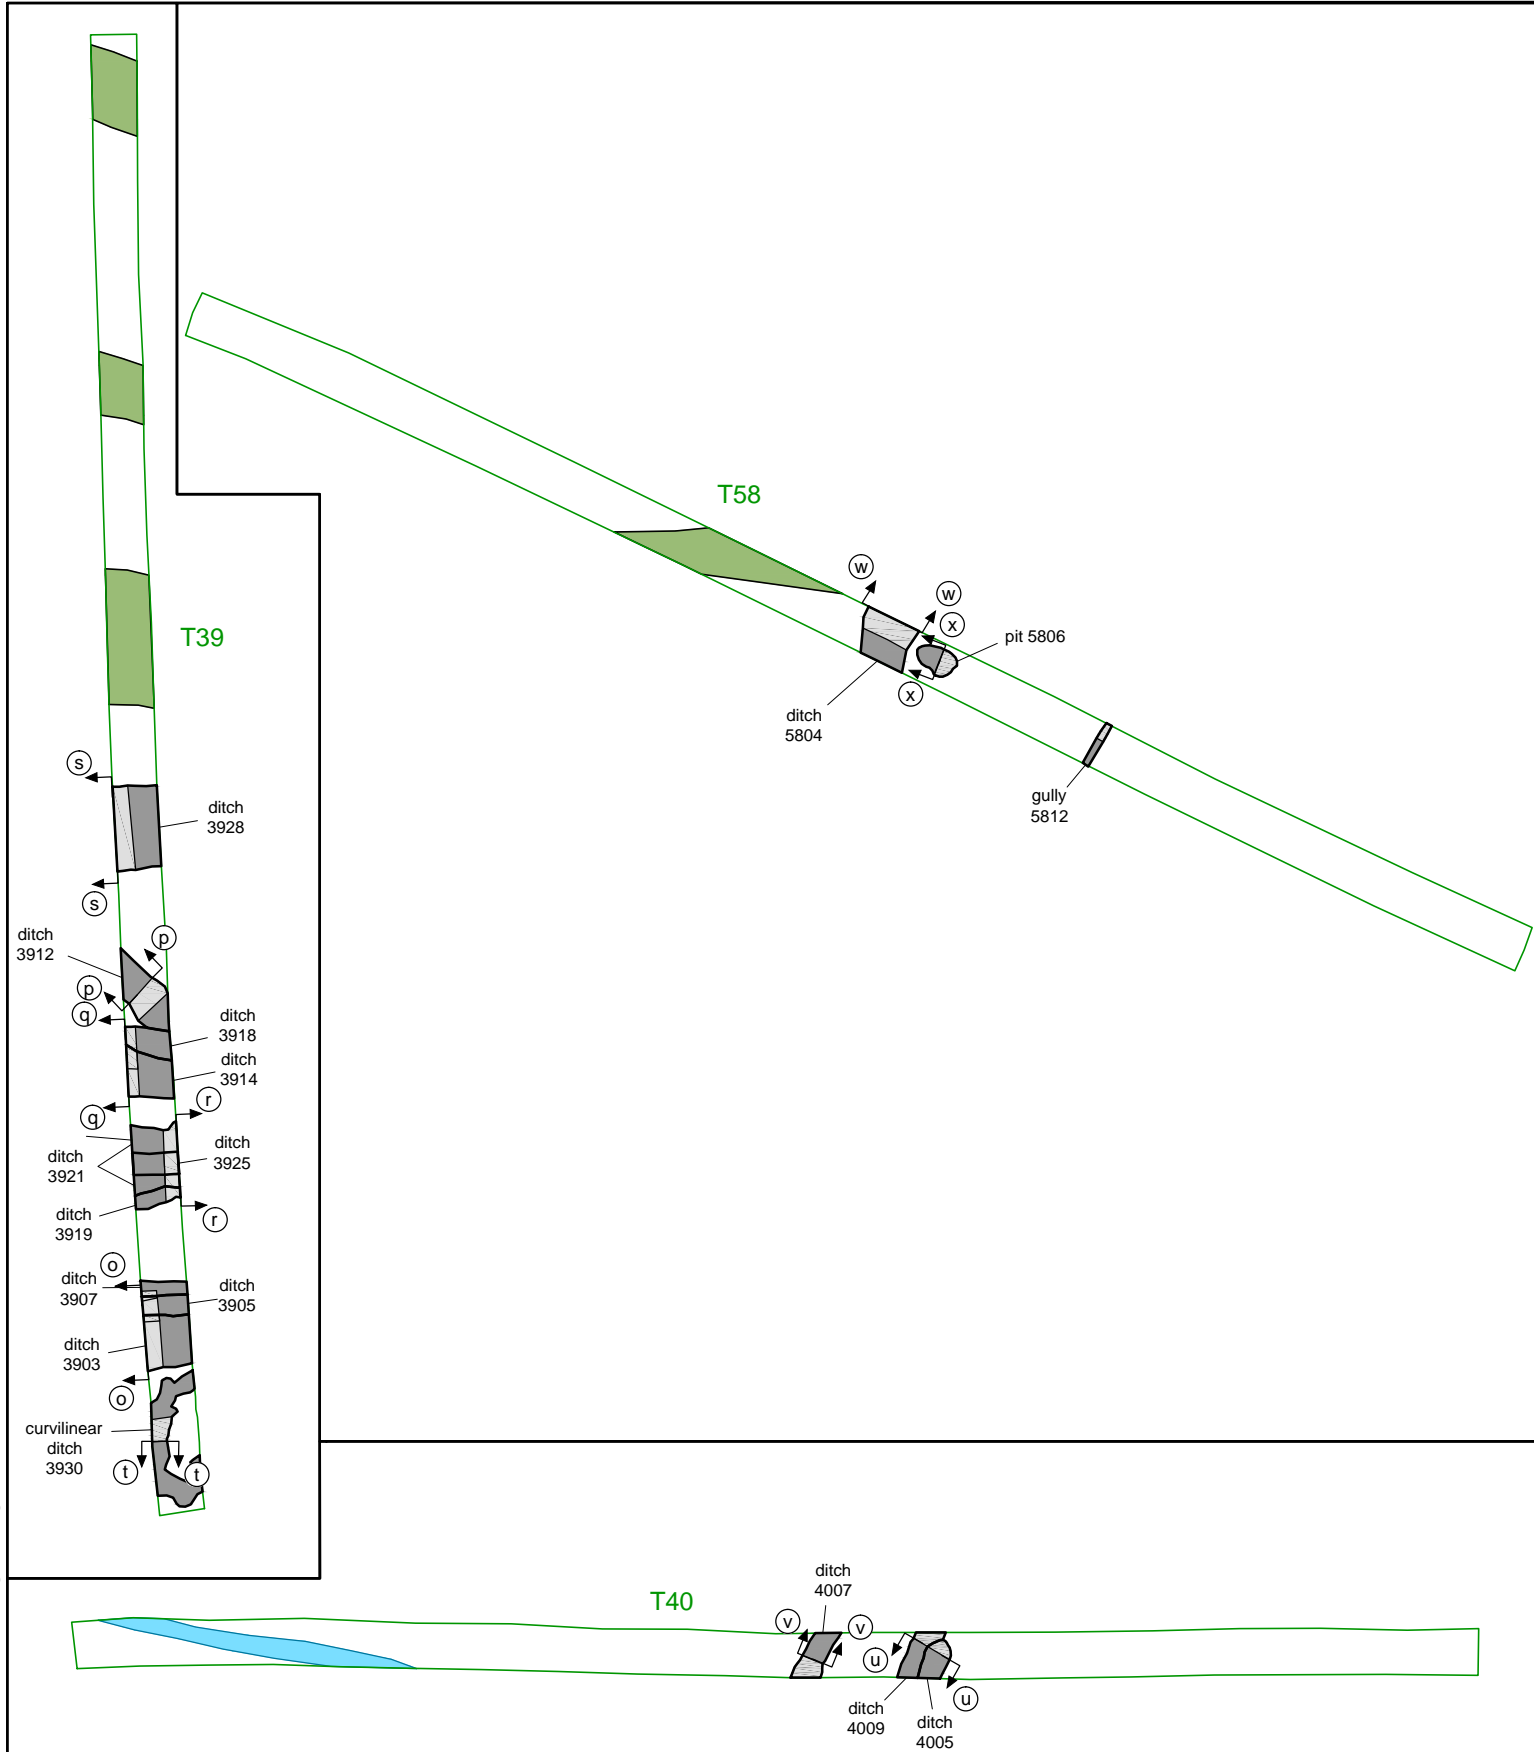 T58
w
w
x
pit 5806
x
ditch
5804
gully
5812
T39
s
ditch
3928
s
ditch
3912
p
p
q
ditch
3918
ditch
3914
q
r
ditch
3921
ditch
3925
ditch
3919
r
o
ditch
3907
ditch
3905
ditch
3903
o
curvilinear
ditch
3930
t
t
T40
ditch
4007
v
v
u
u
ditch
4009
ditch
4005